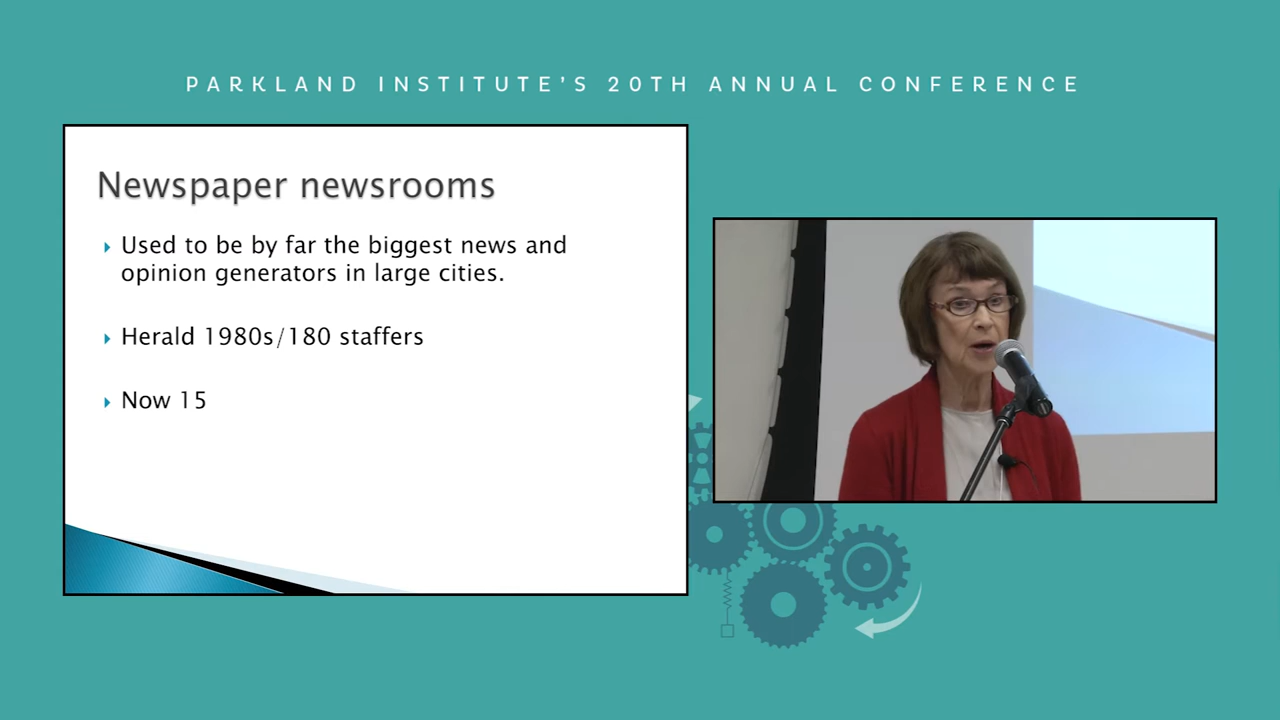 PARKLAND INSTITUTE'S 20TH ANNUAL CONFERENCE
Newspaper newsrooms
Used to be by far the biggest news and
opinion generators in large cities.
Herald 1980s/180 staffers
Now 15